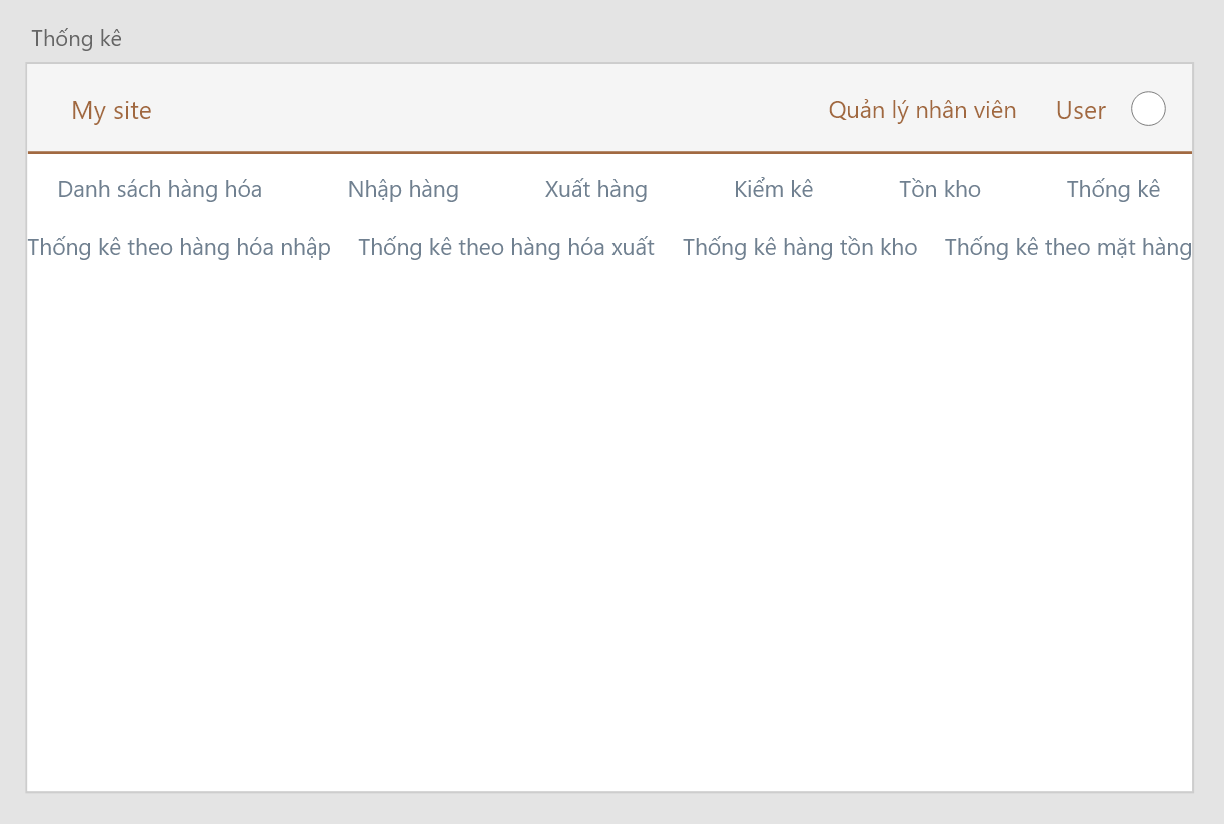 Thống kê
My site Quản lý nhân viên User
Danh sách hàng hóa Nhập hàng Xuất hàng Kiểm kê Tồn kho Thống kê
Thống kê theo hàng hóa nhập Thống kê theo hàng hóa xuất Thống kê hàng tồn kho Thống kê theo mặt hàng